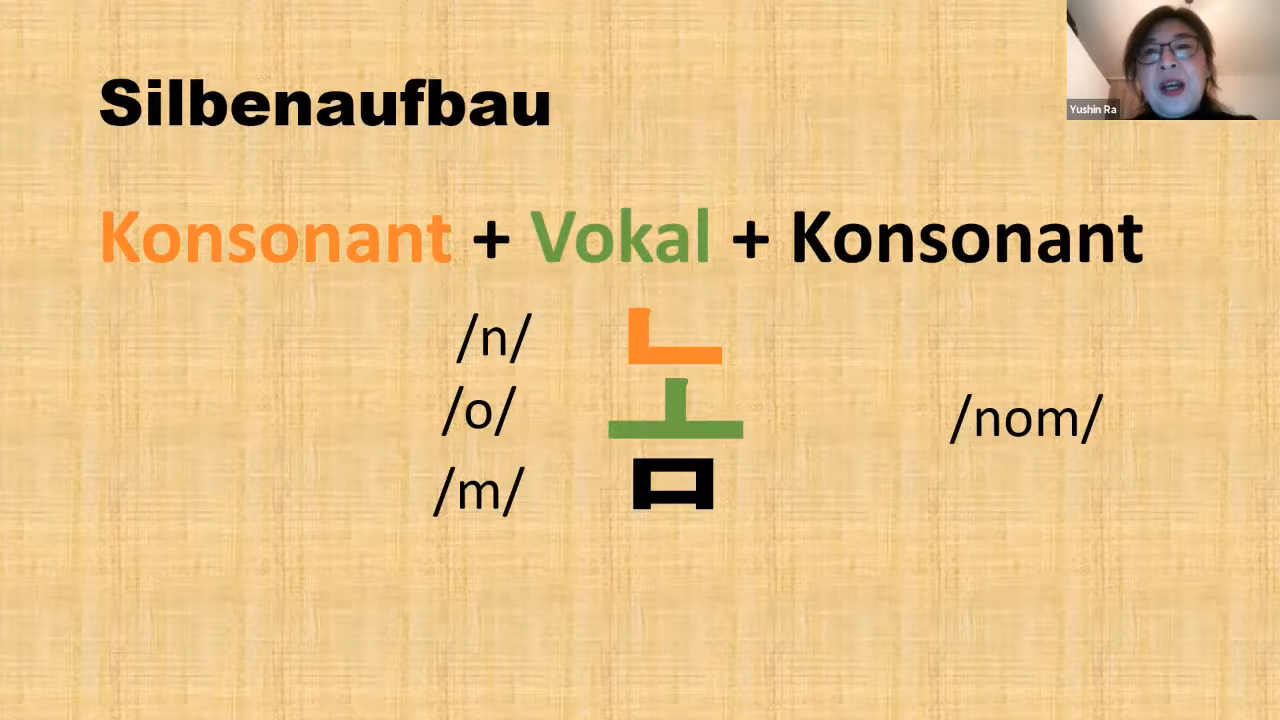 Silbenaufbau
Yushin Ra
Konsonant + Vokal + Konsonant
/n/ ㄴ
/o/ ㅗ /nom/
/m/ ㅁ